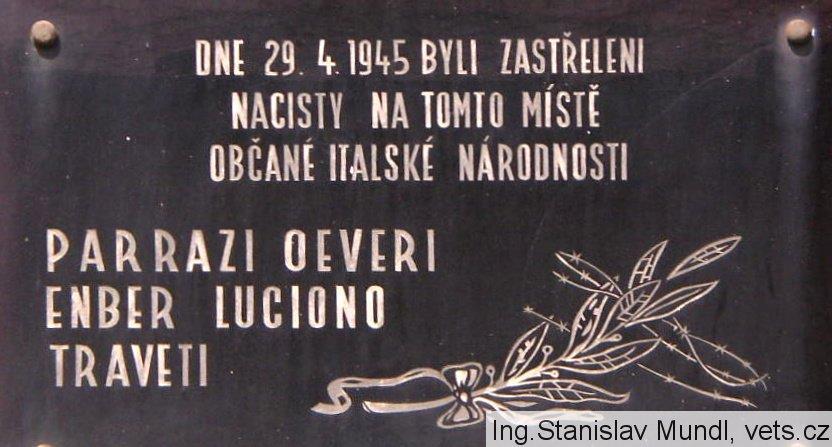 DNE 29. 4. 1945 BYLI ZASTŘELENI
NACISTY NA TOMTO MÍSTĚ
OBČANÉ ITALSKÉ NÁRODNOSTI
PARRAZI OEVERI
ENBER LUCIONO
TRAVETI
Ing. Stanislav Mundl, vets.cz